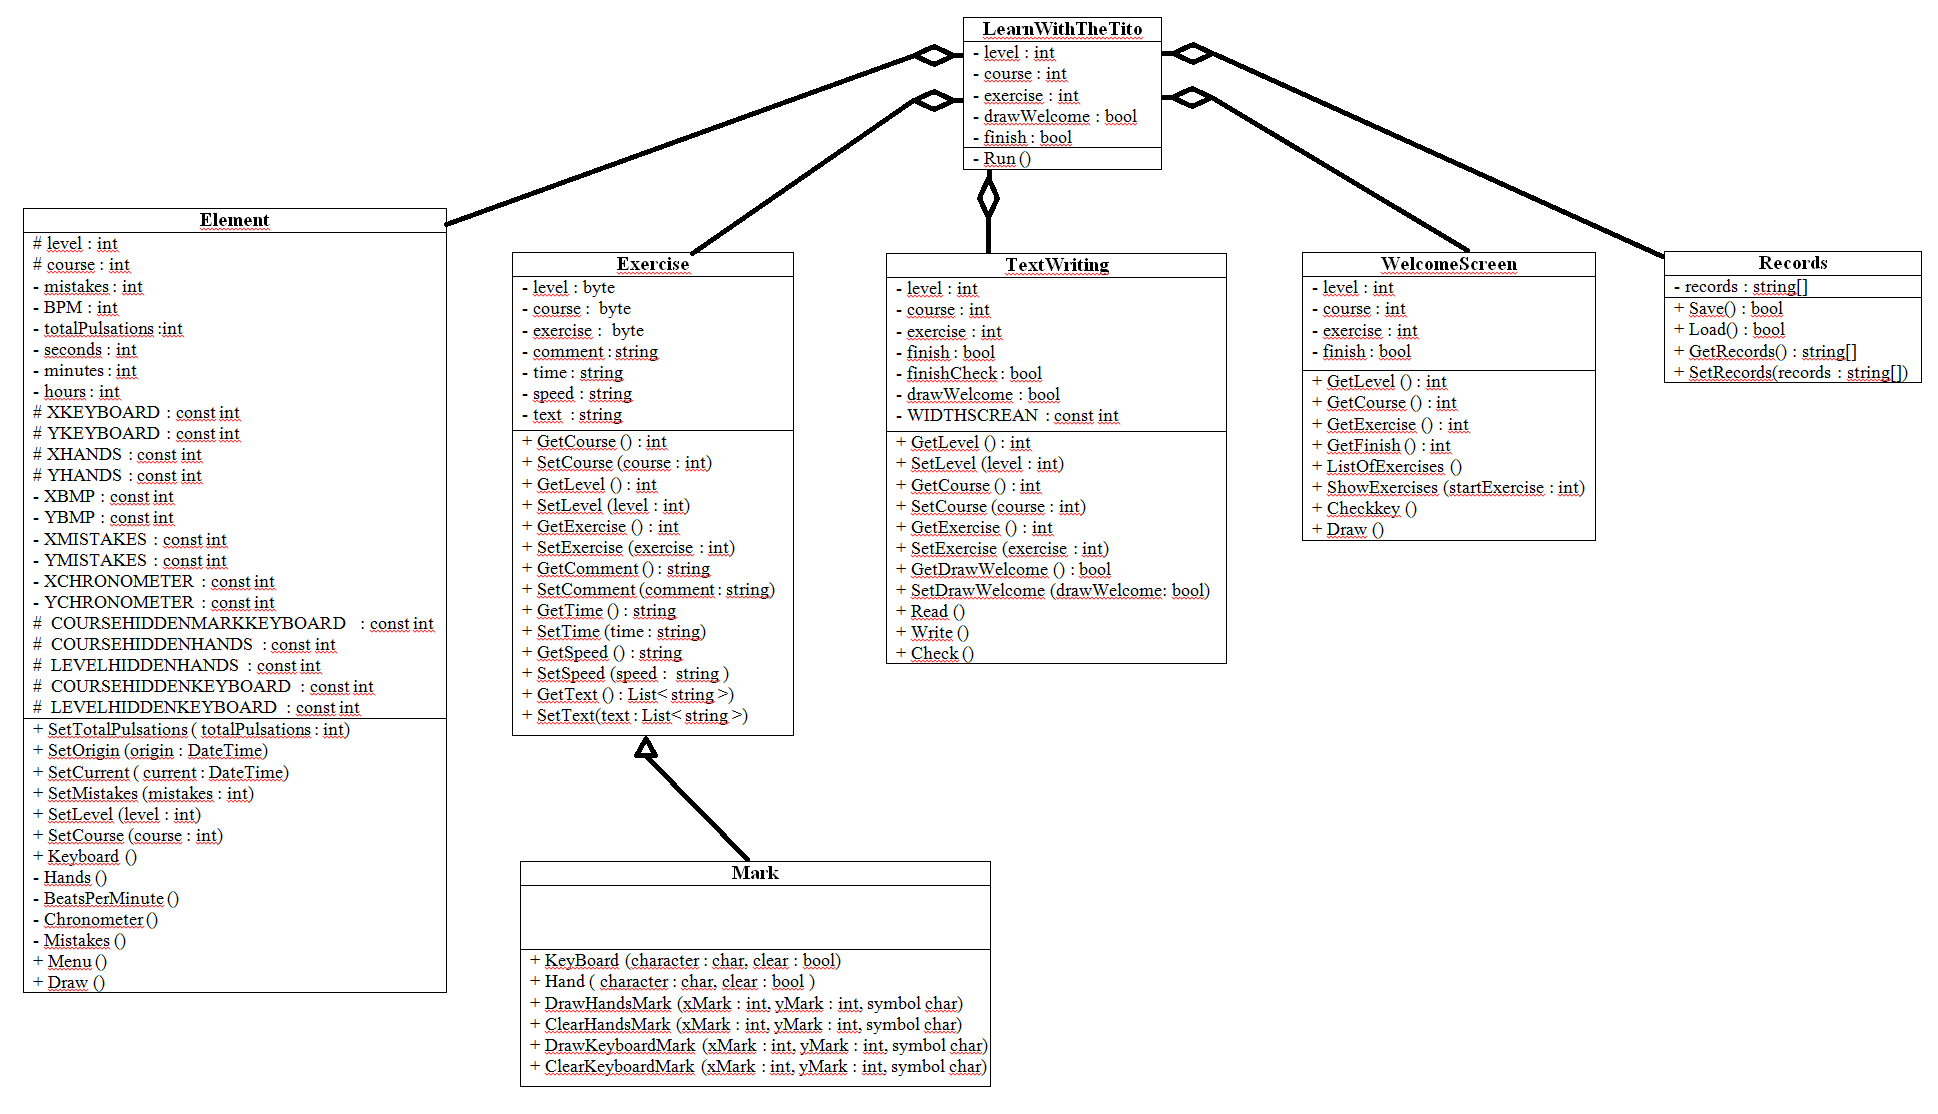 LearnWithTheTito
- level : int
- course : int
- exercise : int
- drawWelcome : bool
- finish : bool
- Run ()
Element
# level : int
# course : int
- mistakes : int
- BPM : int
- totalPulsations :int
- seconds : int
- minutes : int
- hours : int
# XKEYBOARD : const int
# YKEYBOARD : const int
# XHANDS : const int
# YHANDS : const int
- XBMP : const int
- YBMP : const int
- XMISTAKES : const int
- YMISTAKES : const int
- XCHRONOMETER : const int
- YCHRONOMETER : const int
# COURSEHIDDENMARKKEYBOARD : const int
# COURSEHIDDENHANDS : const int
# LEVELHIDDENHANDS : const int
# COURSEHIDDENKEYBOARD : const int
# LEVELHIDDENKEYBOARD : const int
+ SetTotalPulsations ( totalPulsations : int)
+ SetOrigin (origin : DateTime)
+ SetCurrent ( current : DateTime)
+ SetMistakes (mistakes : int)
+ SetLevel (level : int)
+ SetCourse (course : int)
+ Keyboard ()
- Hands ()
- BeatsPerMinute ()
- Chronometer ()
- Mistakes ()
+ Menu ()
+ Draw ()
Exercise
- level : byte
- course : byte
- exercise : byte
- comment : string
- time : string
- speed : string
- text : string
+ GetCourse () : int
+ SetCourse (course : int)
+ GetLevel () : int
+ SetLevel (level : int)
+ GetExercise () : int
+ SetExercise (exercise : int)
+ GetComment () : string
+ SetComment (comment : string)
+ GetTime () : string
+ SetTime (time : string)
+ GetSpeed () : string
+ SetSpeed (speed : string )
+ GetText () : List< string >)
+ SetText(text : List< string >)
TextWriting
- level : int
- course : int
- exercise : int
- finish : bool
- finishCheck : bool
- drawWelcome : bool
- WIDTHSCREAN : const int
+ GetLevel () : int
+ SetLevel (level : int)
+ GetCourse () : int
+ SetCourse (course : int)
+ GetExercise () : int
+ SetExercise (exercise : int)
+ GetDrawWelcome () : bool
+ SetDrawWelcome (drawWelcome: bool)
+ Read ()
+ Write ()
+ Check ()
WelcomeScreen
- level : int
- course : int
- exercise : int
- finish : bool
+ GetLevel () : int
+ GetCourse () : int
+ GetExercise () : int
+ GetFinish () : int
+ ListOfExercises ()
+ ShowExercises (startExercise : int)
+ Checkkey ()
+ Draw ()
Records
- records : string[]
+ Save() : bool
+ Load() : bool
+ GetRecords() : string[]
+ SetRecords(records : string[])
Mark
+ KeyBoard (character : char, clear : bool)
+ Hand ( character : char, clear : bool )
+ DrawHandsMark (xMark : int, yMark : int, symbol char)
+ ClearHandsMark (xMark : int, yMark : int, symbol char)
+ DrawKeyboardMark (xMark : int, yMark : int, symbol char)
+ ClearKeyboardMark (xMark : int, yMark : int, symbol char)